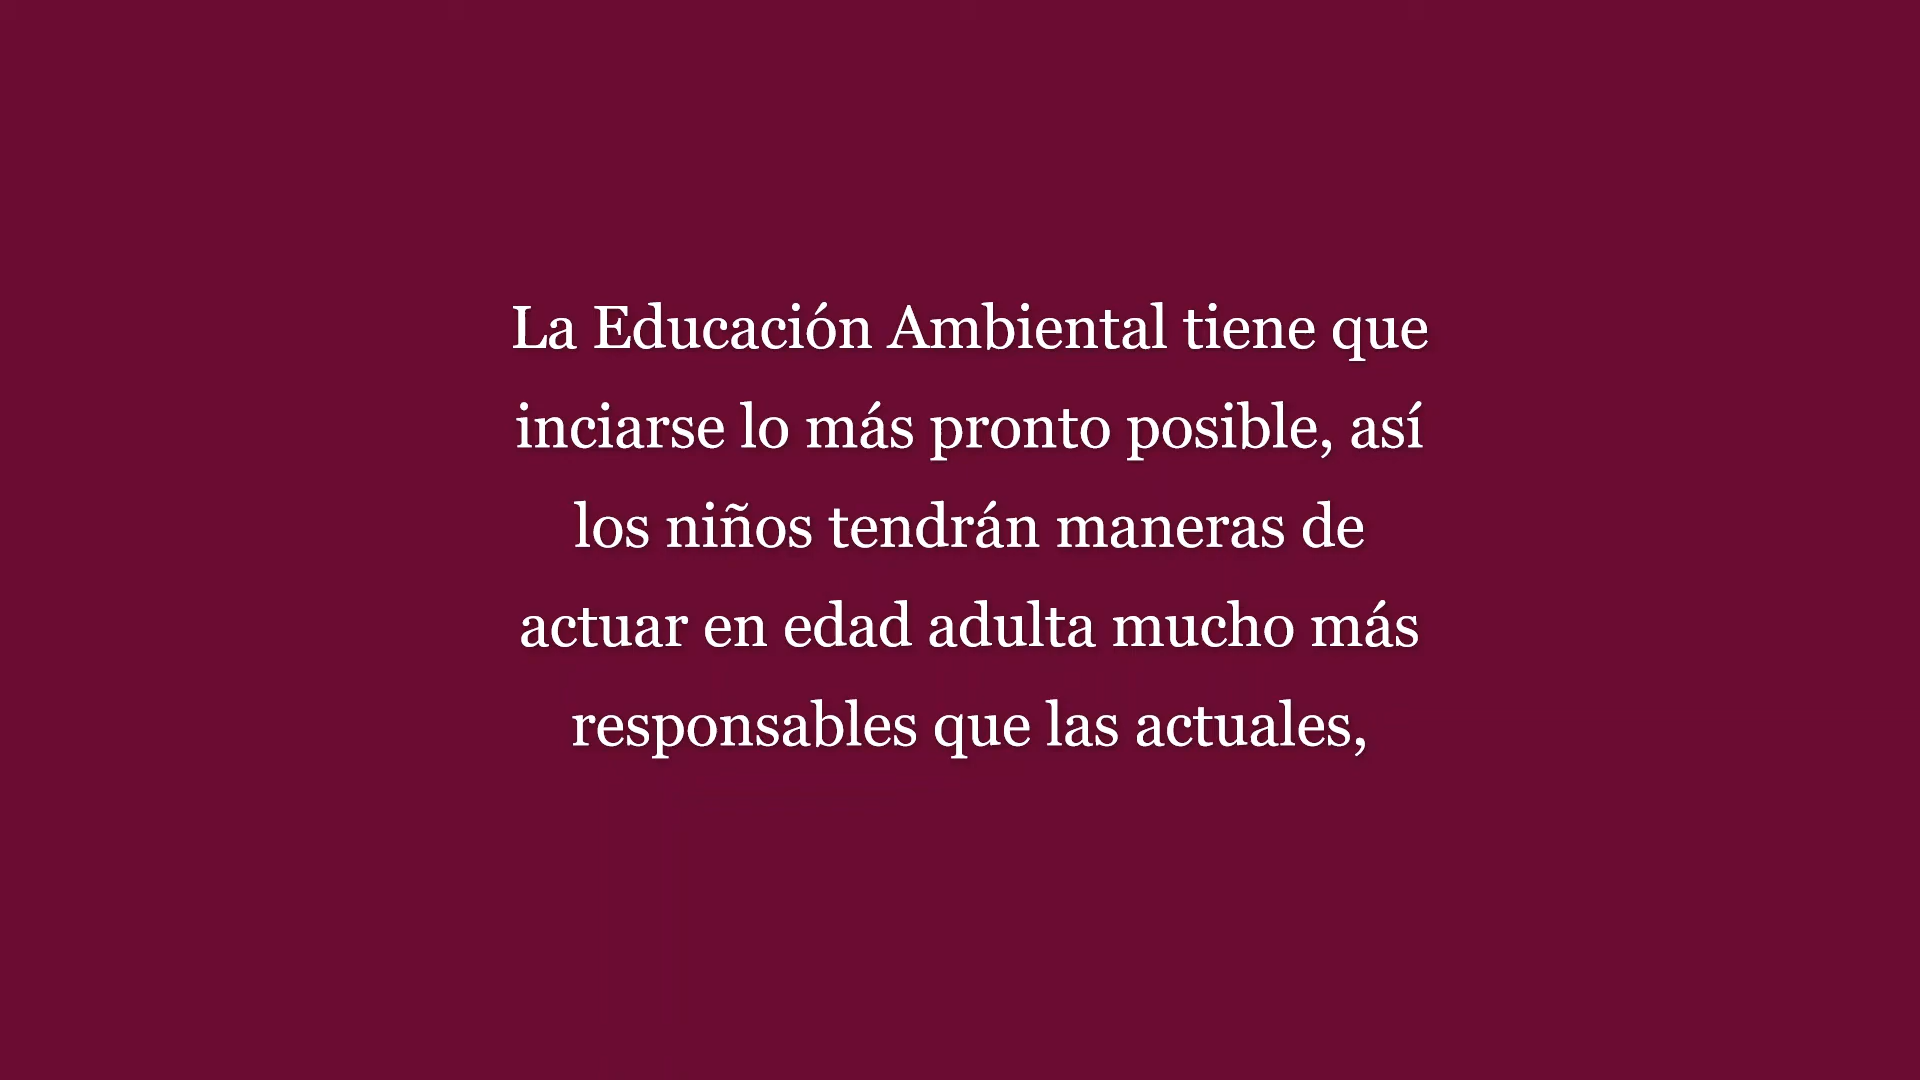 La Educación Ambiental tiene que
inciarse lo más pronto posible, así
los niños tendrán maneras de
actuar en edad adulta mucho más
responsables que las actuales,